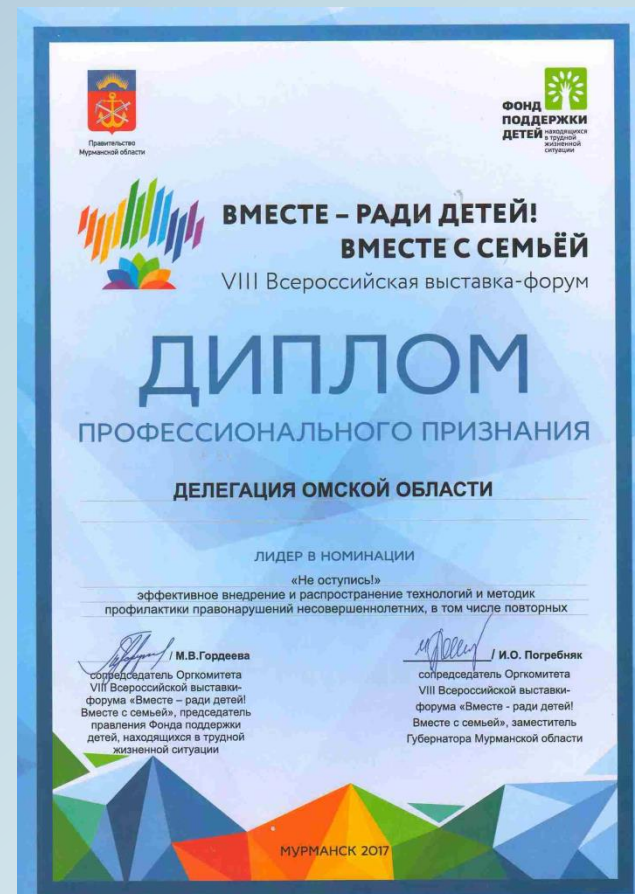 Правительство
Мурманской области
ФОНД
ПОДДЕРЖКИ
ДЕТЕЙ находящихся
в трудной
жизненной
ситуации
ВМЕСТЕ – РАДИ ДЕТЕЙ!
ВМЕСТЕ С СЕМЬЁЙ
VIII Всероссийская выставка-форум
ДИПЛОМ
ПРОФЕССИОНАЛЬНОГО ПРИЗНАНИЯ
ДЕЛЕГАЦИЯ ОМСКОЙ ОБЛАСТИ
ЛИДЕР В НОМИНАЦИИ
«Не оступись!»
эффективное внедрение и распространение технологий и методик
профилактики правонарушений несовершеннолетних, в том числе повторных
/ М.В.Гордеева
сопредседатель Оргкомитета
VIII Всероссийской выставки-
форума «Вместе – ради детей!
Вместе с семьей», председатель
правления Фонда поддержки
детей, находящихся в трудной
жизненной ситуации
/ И.О. Погребняк
сопредседатель Оргкомитета
VIII Всероссийской выставки-
форума «Вместе - ради детей!
Вместе с семьей», заместитель
Губернатора Мурманской области
МУРМАНСК 2017